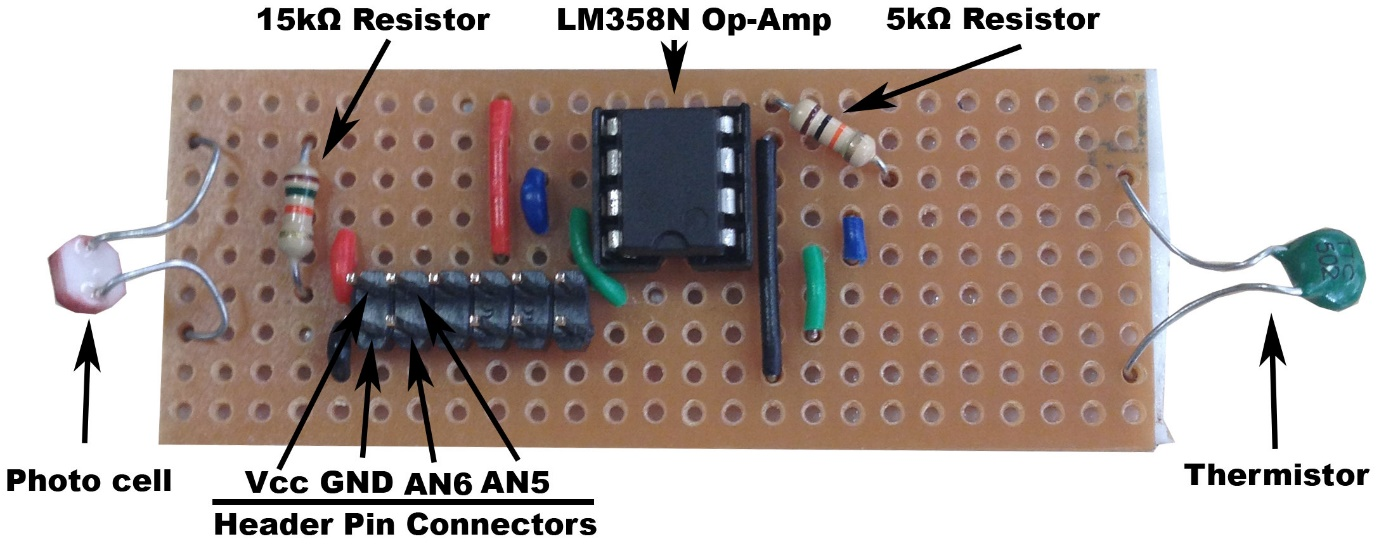 15kΩ Resistor
LM358N Op-Amp
5kΩ Resistor
502
Photo cell
Vcc GND AN6 AN5
Header Pin Connectors
Thermistor